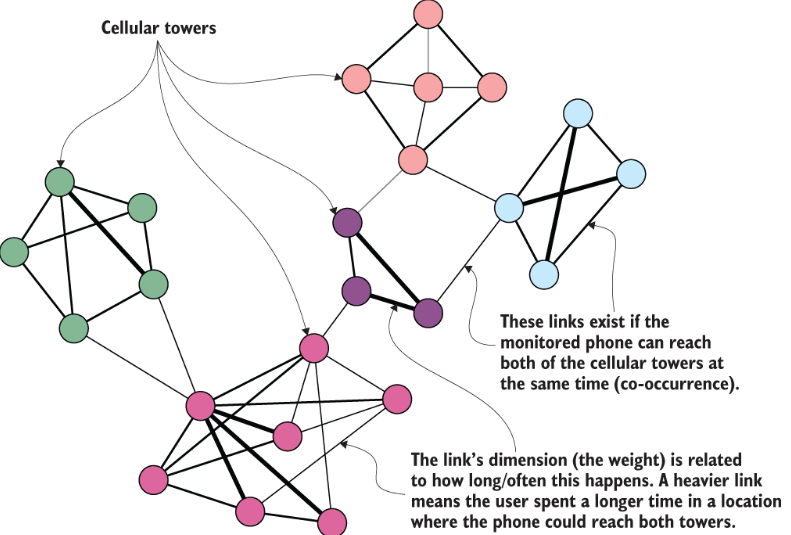 Cellular towers
These links exist if the
monitored phone can reach
both of the cellular towers at
the same time (co-occurrence).
The link's dimension (the weight) is related
to how long/often this happens. A heavier link
means the user spent a longer time in a location
where the phone could reach both towers.